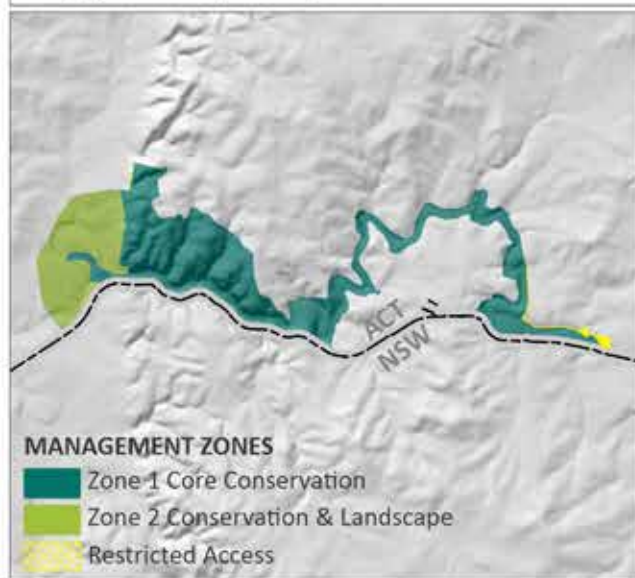 ACT
NSW
MANAGEMENT ZONES
Zone 1 Core Conservation
Zone 2 Conservation & Landscape
Restricted Access